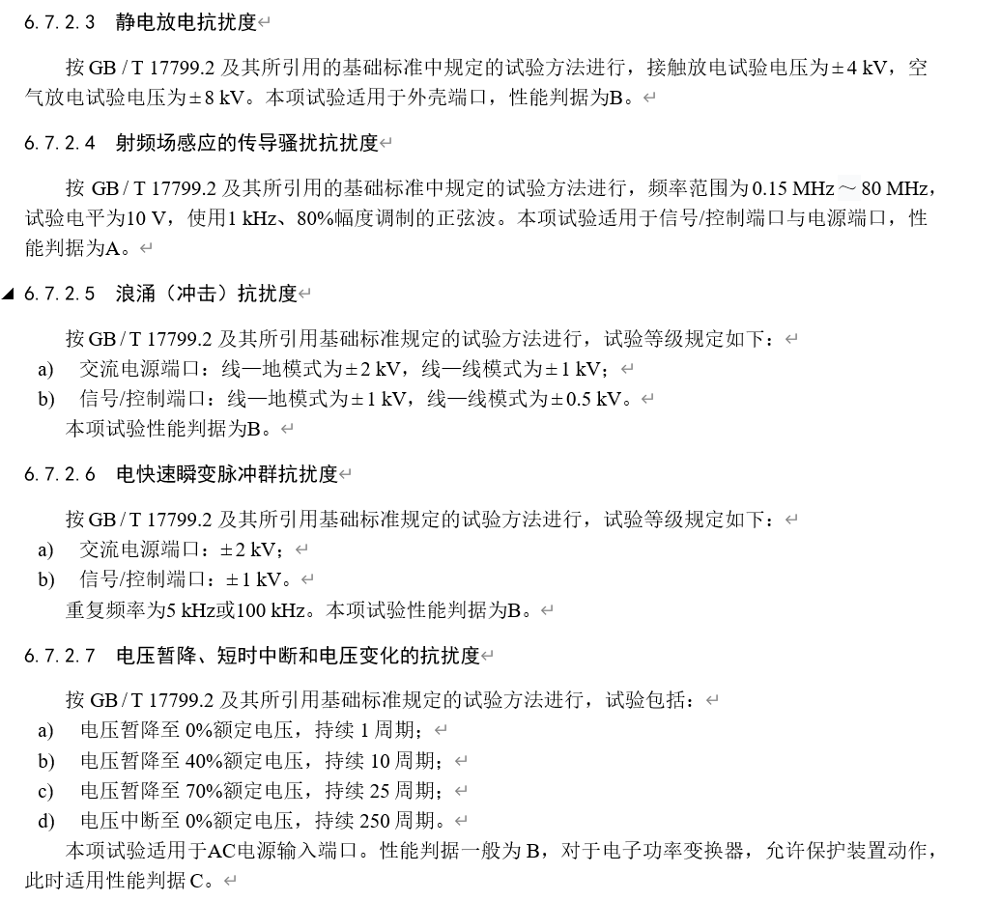 6.7.2.3 静电放电抗扰度↵
按 GB / T 17799.2 及其所引用的基础标准中规定的试验方法进行，接触放电试验电压为±4 kV，空
气放电试验电压为±8 kV。本项试验适用于外壳端口，性能判据为B。↵
6.7.2.4 射频场感应的传导骚扰抗扰度↵
按 GB / T 17799.2 及其所引用的基础标准中规定的试验方法进行，频率范围为 0.15 MHz～80 MHz，
试验电平为10 V，使用1 kHz、80%幅度调制的正弦波。本项试验适用于信号/控制端口与电源端口，性
能判据为A。↵
6.7.2.5 浪涌（冲击）抗扰度↵
按 GB / T 17799.2 及其所引用基础标准规定的试验方法进行，试验等级规定如下：↵
a) 交流电源端口：线—地模式为±2 kV，线—线模式为±1 kV；↵
b) 信号/控制端口：线—地模式为±1 kV，线—线模式为±0.5 kV。↵
本项试验性能判据为B。↵
6.7.2.6 电快速瞬变脉冲群抗扰度↵
按 GB / T 17799.2 及其所引用基础标准规定的试验方法进行，试验等级规定如下：↵
a) 交流电源端口：±2 kV；↵
b) 信号/控制端口：±1 kV。↵
重复频率为5 kHz或100 kHz。本项试验性能判据为B。↵
6.7.2.7 电压暂降、短时中断和电压变化的抗扰度↵
按 GB / T 17799.2 及其所引用基础标准规定的试验方法进行，试验包括：↵
a) 电压暂降至 0%额定电压，持续 1 周期；↵
b) 电压暂降至 40%额定电压，持续 10 周期；↵
c) 电压暂降至 70%额定电压，持续 25 周期；↵
d) 电压中断至 0%额定电压，持续 250 周期。↵
本项试验适用于AC电源输入端口。性能判据一般为 B，对于电子功率变换器，允许保护装置动作，
此时适用性能判据 C。↵